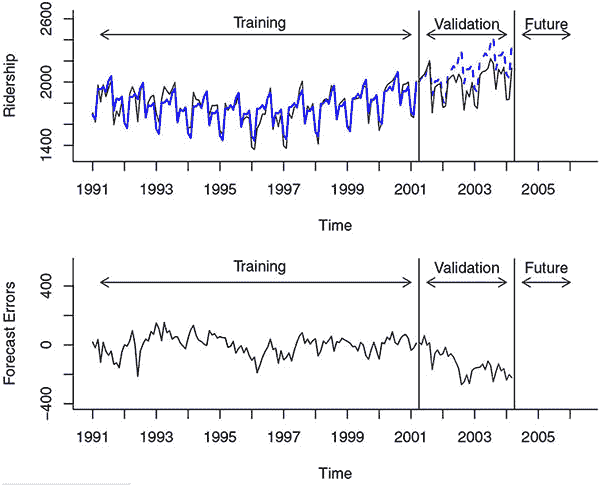 Training
Validation
Future
Ridership
2600
2000
1400
1991
1993
1995
1997
1999
2001
2003
2005
Time
Training
Validation
Future
Forecast Errors
400
0
−400
1991
1993
1995
1997
1999
2001
2003
2005
Time